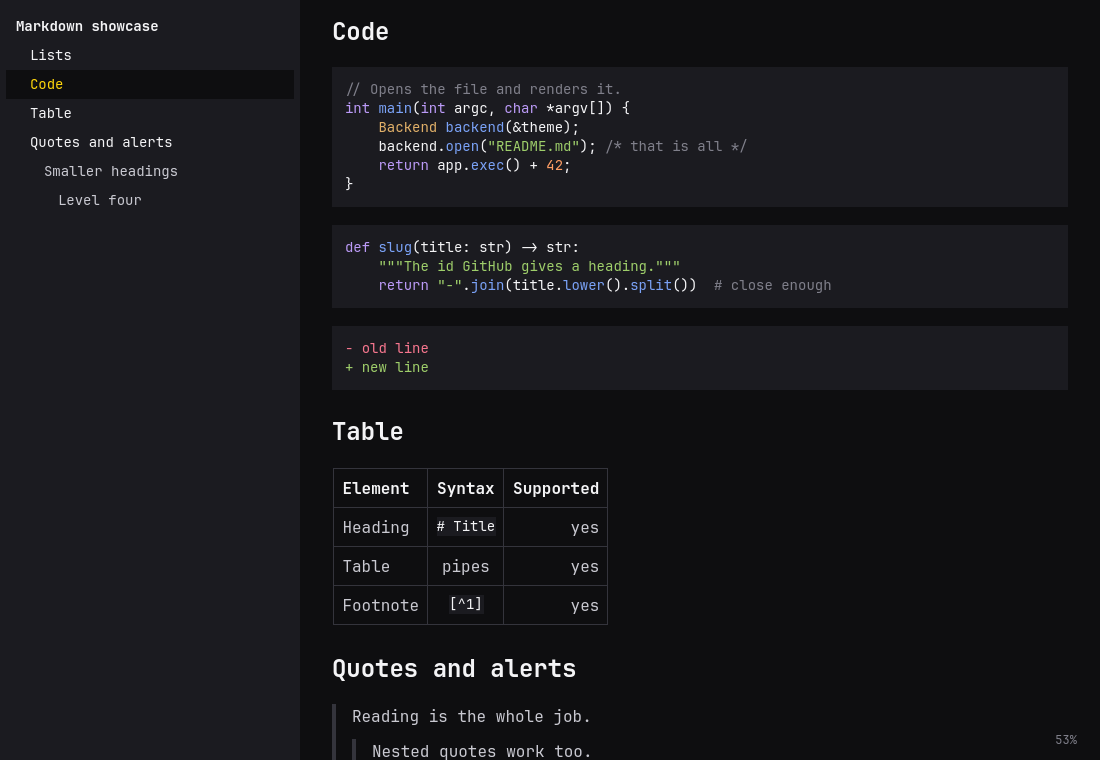 Markdown showcase
Lists
Code
Table
Quotes and alerts
Smaller headings
Level four
Code
// Opens the file and renders it.
int main(int argc, char *argv[]) {
    Backend backend(&theme);
    backend.open("README.md"); /* that is all */
    return app.exec() + 42;
}
def slug(title: str) -> str:
    """The id GitHub gives a heading."""
    return "-".join(title.lower().split())  # close enough
- old line
+ new line
Table
Element Syntax Supported
Heading # Title yes
Table pipes yes
Footnote [^1] yes
Quotes and alerts
Reading is the whole job.
Nested quotes work too.
53%